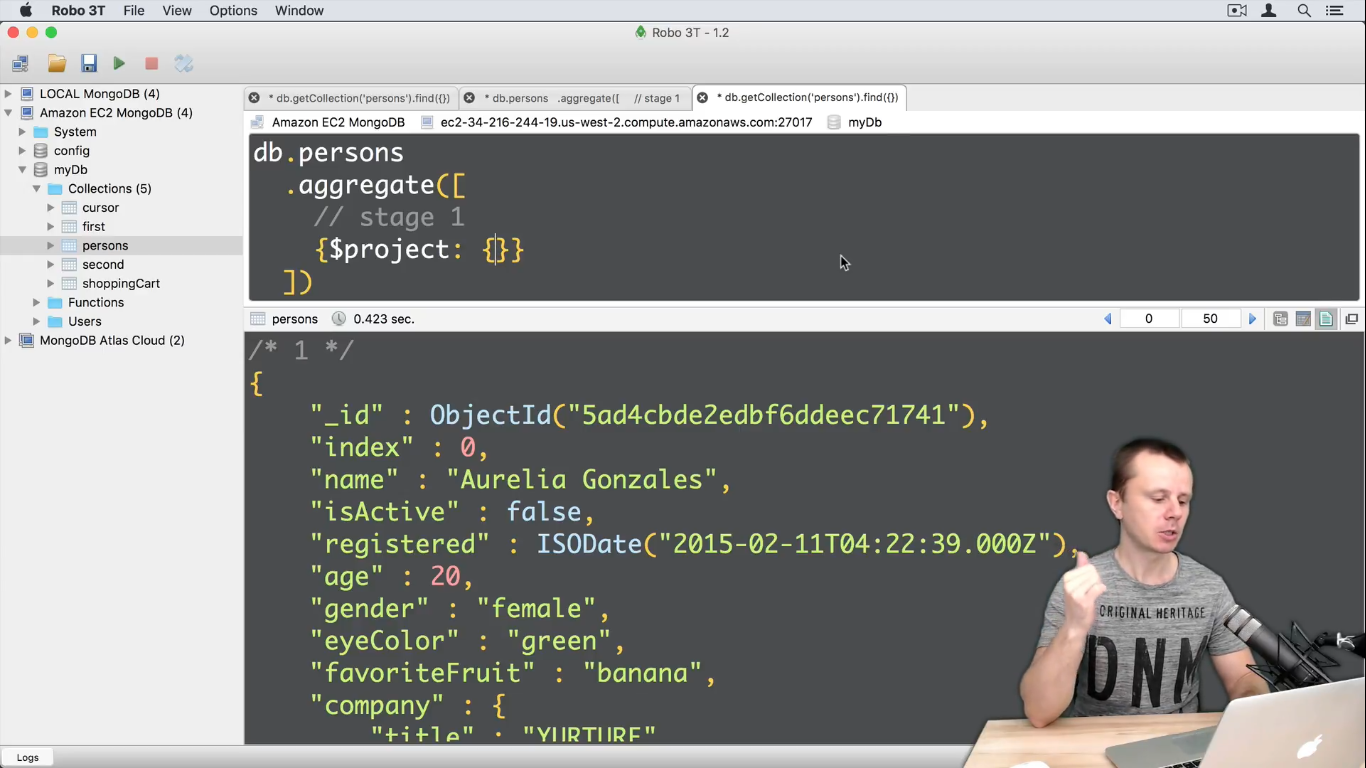 Robo 3T File View Options Window
Robo 3T - 1.2
LOCAL MongoDB (4)
Amazon EC2 MongoDB (4)
System
config
myDb
Collections (5)
cursor
first
persons
second
shoppingCart
Functions
Users
MongoDB Atlas Cloud (2)
* db.getCollection('persons').find({}) * db.persons .aggregate([ // stage 1 * db.getCollection('persons').find({})
Amazon EC2 MongoDB ec2-34-216-244-19.us-west-2.compute.amazonaws.com:27017 myDb
db.persons
.aggregate([
// stage 1
{$project: {}}
])
persons 0.423 sec. 0 50
/* 1 */
{
"_id" : ObjectId("5ad4cbde2edbf6ddeec71741"),
"index" : 0,
"name" : "Aurelia Gonzales",
"isActive" : false,
"registered" : ISODate("2015-02-11T04:22:39.000Z"),
"age" : 20,
"gender" : "female",
"eyeColor" : "green",
"favoriteFruit" : "banana",
"company" : {
"title" : "YURTURE"
ORIGINAL HERITAGE
DNM
Logs